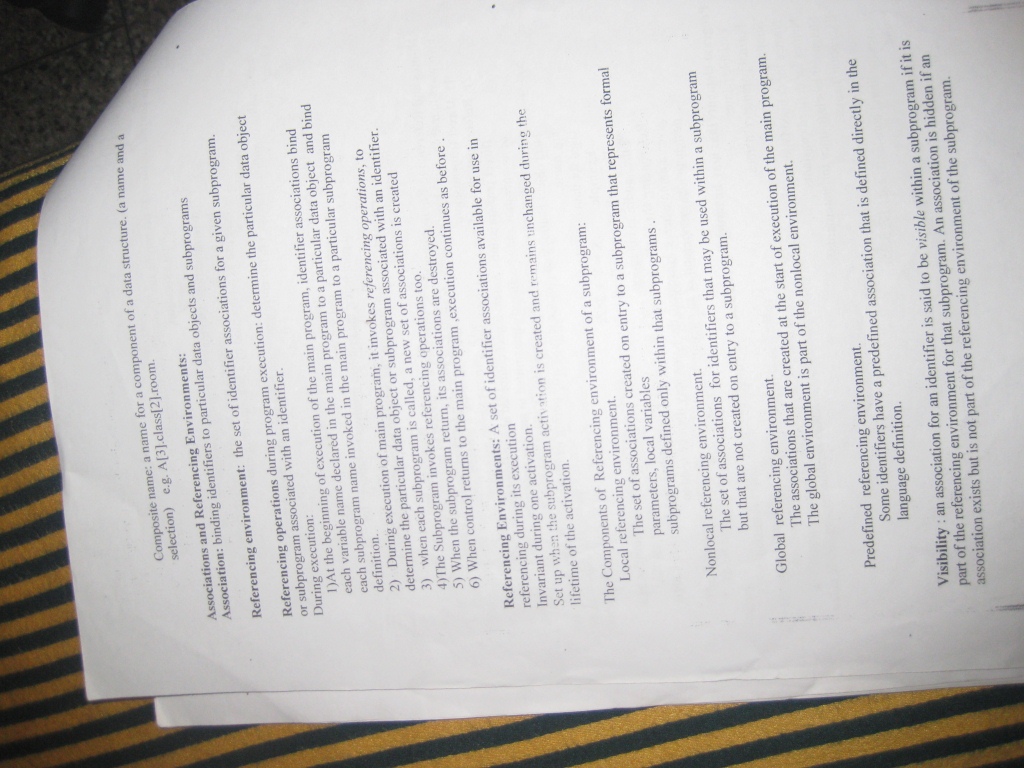 Composite name: a name for a component of a data structure. (a name and a
selection) e.g. A[3].class[2].room.
Associations and Referencing Environments:
Association: binding identifiers to particular data objects and subprograms
Referencing environment: the set of identifier associations for a given subprogram.
Referencing operations during program execution: determine the particular data object
or subprogram associated with an identifier.
During execution:
1)At the beginning of execution of the main program, identifier associations bind
each variable name declared in the main program to a particular data object and bind
each subprogram name invoked in the main program to a particular subprogram
definition.
2) During execution of main program, it invokes referencing operations, to
determine the particular data object or subprogram associated with an identifier.
3) when each subprogram is called, a new set of associations is created
4)The Subprogram invokes referencing operations too.
5) When the subprogram return, its associations are destroyed.
6) When control returns to the main program ,execution continues as before .
Referencing Environments: A set of identifier associations available for use in
referencing during its execution
Invariant during one activation.
Set up when the subprogram activation is created and remains unchanged during the
lifetime of the activation.
The Components of Referencing environment of a subprogram:
Local referencing environment.
The set of associations created on entry to a subprogram that represents formal
parameters, local variables
subprograms defined only within that subprograms .
Nonlocal referencing environment.
The set of associations for identifiers that may be used within a subprogram
but that are not created on entry to a subprogram.
Global referencing environment.
The associations that are created at the start of execution of the main program.
The global environment is part of the nonlocal environment.
Predefined referencing environment.
Some identifiers have a predefined association that is defined directly in the
language definition.
Visibility : an association for an identifier is said to be visible within a subprogram if it is
part of the referencing environment for that subprogram. An association is hidden if an
association exists but is not part of the referencing environment of the subprogram.